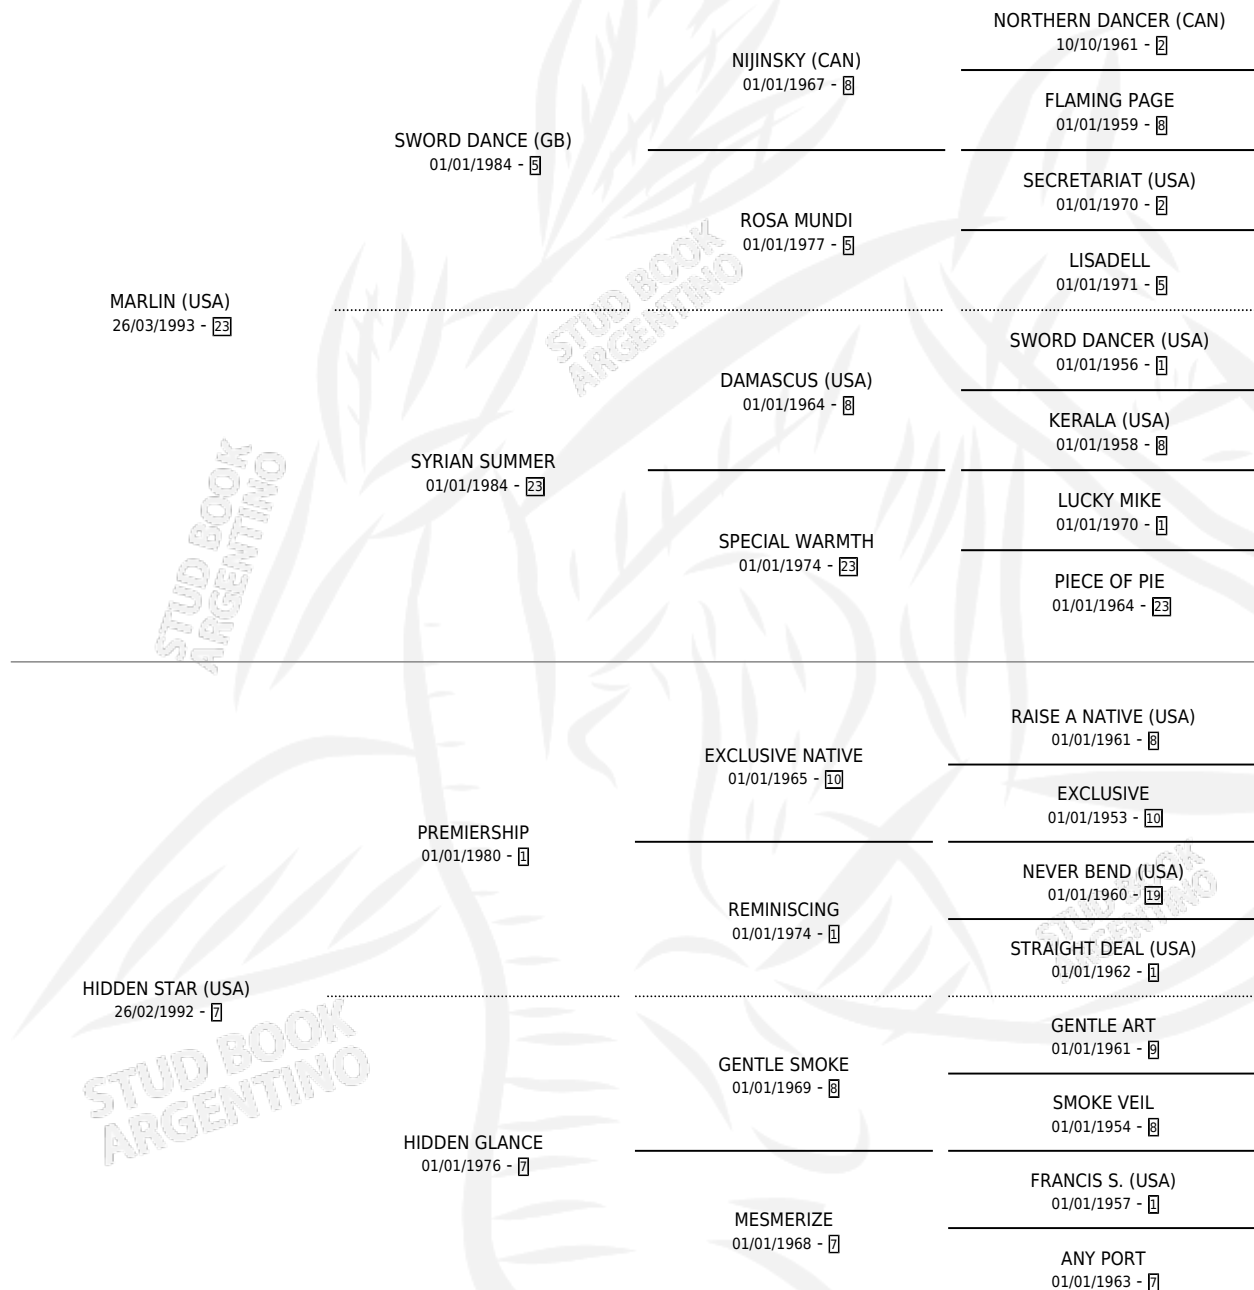 NORTHERN DANCER (CAN)
10/10/1961 - 2
NIJINSKY (CAN)
01/01/1967 - 8
FLAMING PAGE
01/01/1959 - 8
SWORD DANCE (GB)
01/01/1984 - 5
SECRETARIAT (USA)
01/01/1970 - 2
ROSA MUNDI
01/01/1977 - 5
LISADELL
01/01/1971 - 5
MARLIN (USA)
26/03/1993 - 23
STUD BOOK
ARGENTINO
SWORD DANCER (USA)
01/01/1956 - 1
DAMASCUS (USA)
01/01/1964 - 8
KERALA (USA)
01/01/1958 - 8
SYRIAN SUMMER
01/01/1984 - 23
LUCKY MIKE
01/01/1970 - 1
SPECIAL WARMTH
01/01/1974 - 23
PIECE OF PIE
01/01/1964 - 23
STUD BOOK
ARGENTINO
RAISE A NATIVE (USA)
01/01/1961 - 8
EXCLUSIVE NATIVE
01/01/1965 - 10
EXCLUSIVE
01/01/1953 - 10
PREMIERSHIP
01/01/1980 - 1
NEVER BEND (USA)
01/01/1960 - 19
REMINISCING
01/01/1974 - 1
STUD BOOK
ARGENTINO
STRAIGHT DEAL (USA)
01/01/1962 - 1
HIDDEN STAR (USA)
26/02/1992 - 7
STUD BOOK
ARGENTINO
GENTLE ART
01/01/1961 - 9
GENTLE SMOKE
01/01/1969 - 8
SMOKE VEIL
01/01/1954 - 8
HIDDEN GLANCE
01/01/1976 - 7
FRANCIS S. (USA)
01/01/1957 - 1
MESMERIZE
01/01/1968 - 7
ANY PORT
01/01/1963 - 7